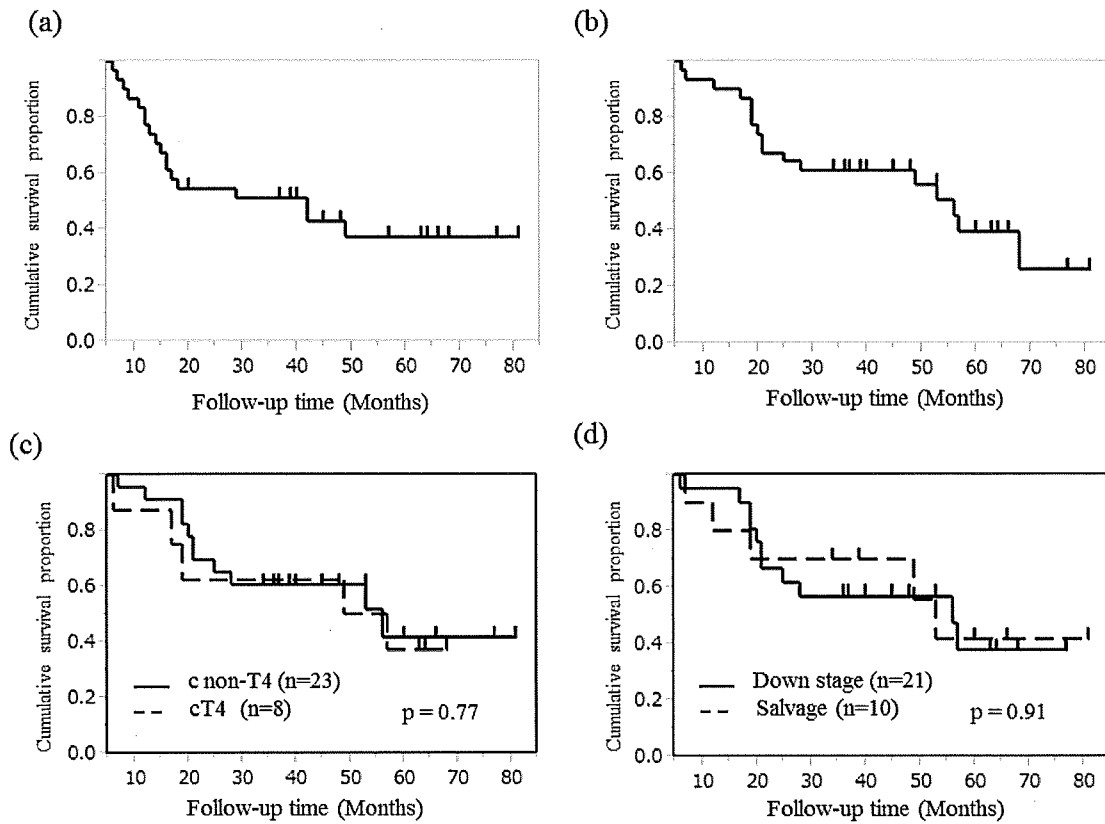 (a)
Cumulative survival proportion
0.8
0.6
0.4
0.2
0.0
10 20 30 40 50 60 70 80
Follow-up time (Months)
(b)
Cumulative survival proportion
0.8
0.6
0.4
0.2
0.0
10 20 30 40 50 60 70 80
Follow-up time (Months)
(c)
Cumulative survival proportion
0.8
0.6
0.4
0.2
0.0
c non-T4 (n=23)
cT4 (n=8)
p = 0.77
10 20 30 40 50 60 70 80
Follow-up time (Months)
(d)
Cumulative survival proportion
0.8
0.6
0.4
0.2
0.0
Down stage (n=21)
Salvage (n=10)
p = 0.91
10 20 30 40 50 60 70 80
Follow-up time (Months)